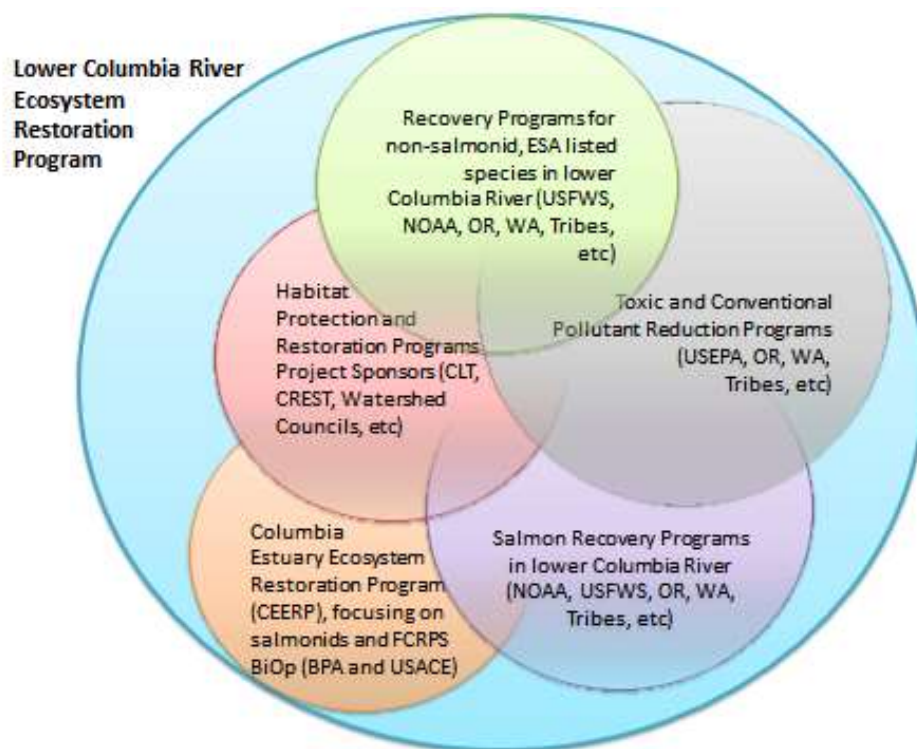 Lower Columbia River
Ecosystem
Restoration
Program
Recovery Programs for
non-salmonid, ESA listed
species in lower
Columbia River (USFWS,
NOAA, OR, WA, Tribes,
etc)
Habitat
Protection and
Restoration Programs
Project Sponsors (CLT,
CREST, Watershed
Councils, etc)
Toxic and Conventional
Pollutant Reduction Programs
(USEPA, OR, WA,
Tribes, etc)
Columbia
Estuary Ecosystem
Restoration Program
(CEERP), focusing on
salmonids and FCRPS
BiOp (BPA and USACE)
Salmon Recovery Programs
in lower Columbia River
(NOAA, USFWS, OR, WA,
Tribes, etc)